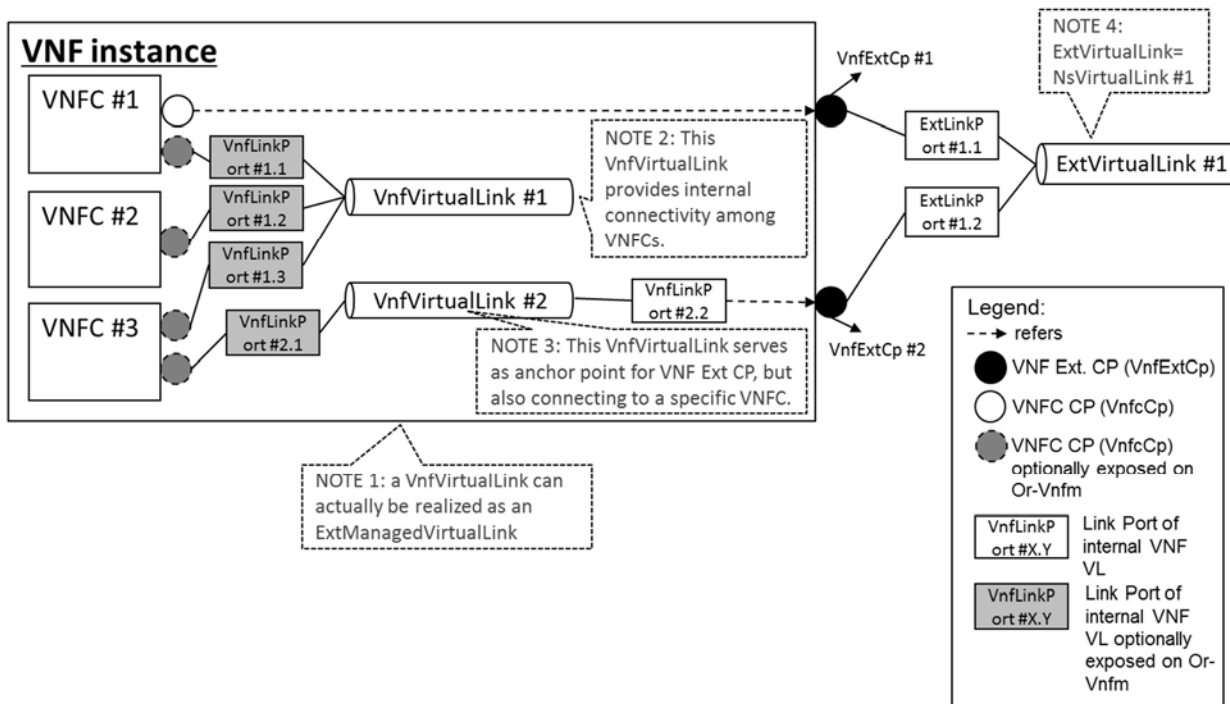 VNF instance
VNFC #1
VNFC #2
VNFC #3
VnfLinkP
ort #1.1
VnfLinkP
ort #1.2
VnfLinkP
ort #1.3
VnfLinkP
ort #2.1
VnfVirtualLink #1
VnfVirtualLink #2
NOTE 2: This
VnfVirtualLink
provides internal
connectivity among
VNFCs.
VnfLinkP
ort #2.2
NOTE 3: This VnfVirtualLink serves
as anchor point for VNF Ext CP, but
also connecting to a specific VNFC.
NOTE 1: a VnfVirtualLink can
actually be realized as an
ExtManagedVirtualLink
VnfExtCp #1
VnfExtCp #2
ExtLinkP
ort #1.1
ExtLinkP
ort #1.2
NOTE 4:
ExtVirtualLink=
NsVirtualLink #1
ExtVirtualLink #1
Legend:
refers
VNF Ext. CP (VnfExtCp)
VNFC CP (VnfcCp)
VNFC CP (VnfcCp)
optionally exposed on
Or-Vnfm
VnfLinkP
ort #X.Y
Link Port of
internal VNF
VL
VnfLinkP
ort #X.Y
Link Port of
internal VNF
VL optionally
exposed on Or-
Vnfm